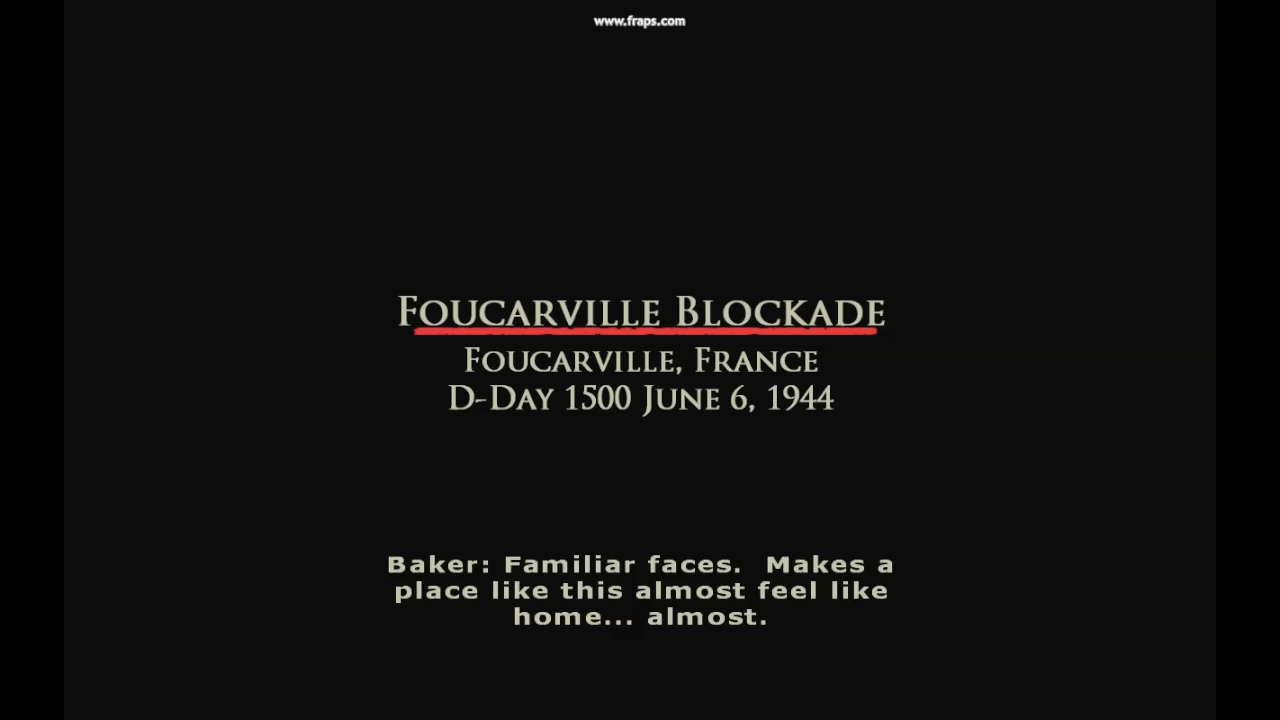 www.fraps.com
Foucarville Blockade
Foucarville, France
D-Day 1500 June 6, 1944
Baker: Familiar faces.  Makes a
place like this almost feel like
home... almost.